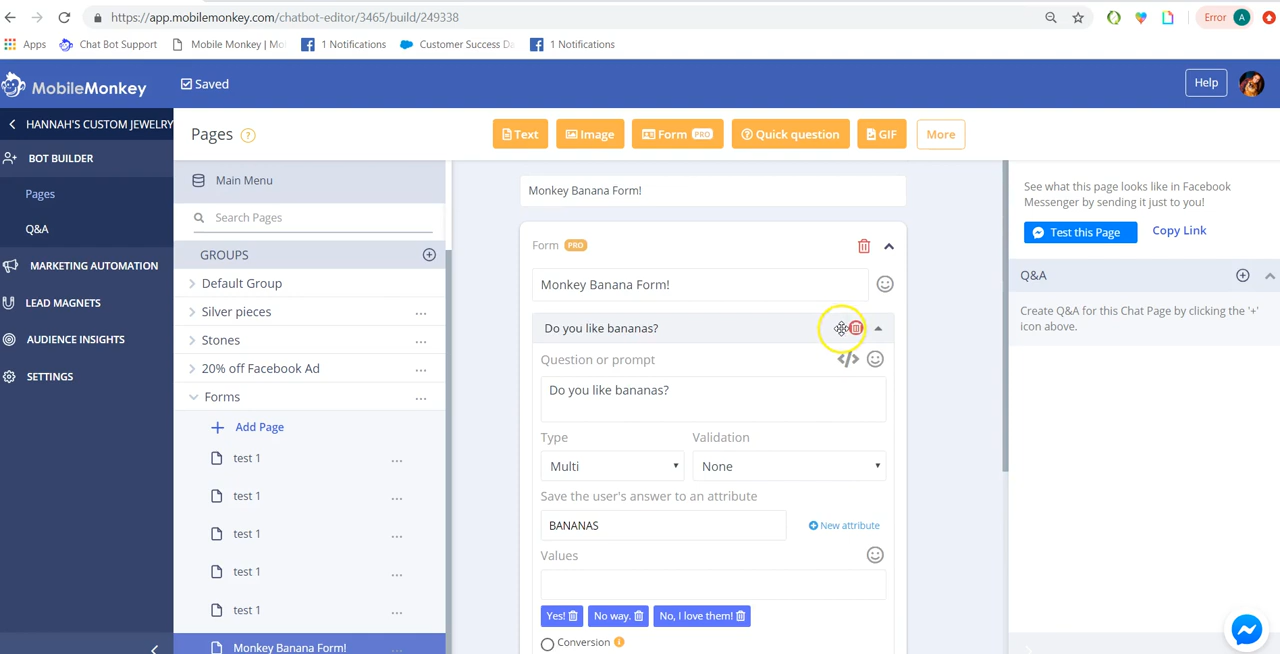 https://app.mobilemonkey.com/chatbot-editor/3465/build/249338
Error A
Apps Chat Bot Support Mobile Monkey | Mo 1 Notifications Customer Success Da 1 Notifications
MobileMonkey Saved Help
HANNAH'S CUSTOM JEWELRY
BOT BUILDER
Pages
Q&A
MARKETING AUTOMATION
LEAD MAGNETS
AUDIENCE INSIGHTS
SETTINGS
Pages ?
Text Image Form PRO Quick question GIF More
Main Menu
Search Pages
GROUPS
Default Group
Silver pieces ...
Stones ...
20% off Facebook Ad ...
Forms ...
Add Page
test 1 ...
test 1 ...
test 1 ...
test 1 ...
test 1 ...
Monkey Banana Form! ...
Monkey Banana Form!
Form PRO
Monkey Banana Form!
Do you like bananas?
Question or prompt </>
Do you like bananas?
Type Validation
Multi None
Save the user's answer to an attribute
BANANAS New attribute
Values
Yes! No way. No, I love them!
Conversion
See what this page looks like in Facebook
Messenger by sending it just to you!
Test this Page Copy Link
Q&A
Create Q&A for this Chat Page by clicking the '+'
icon above.